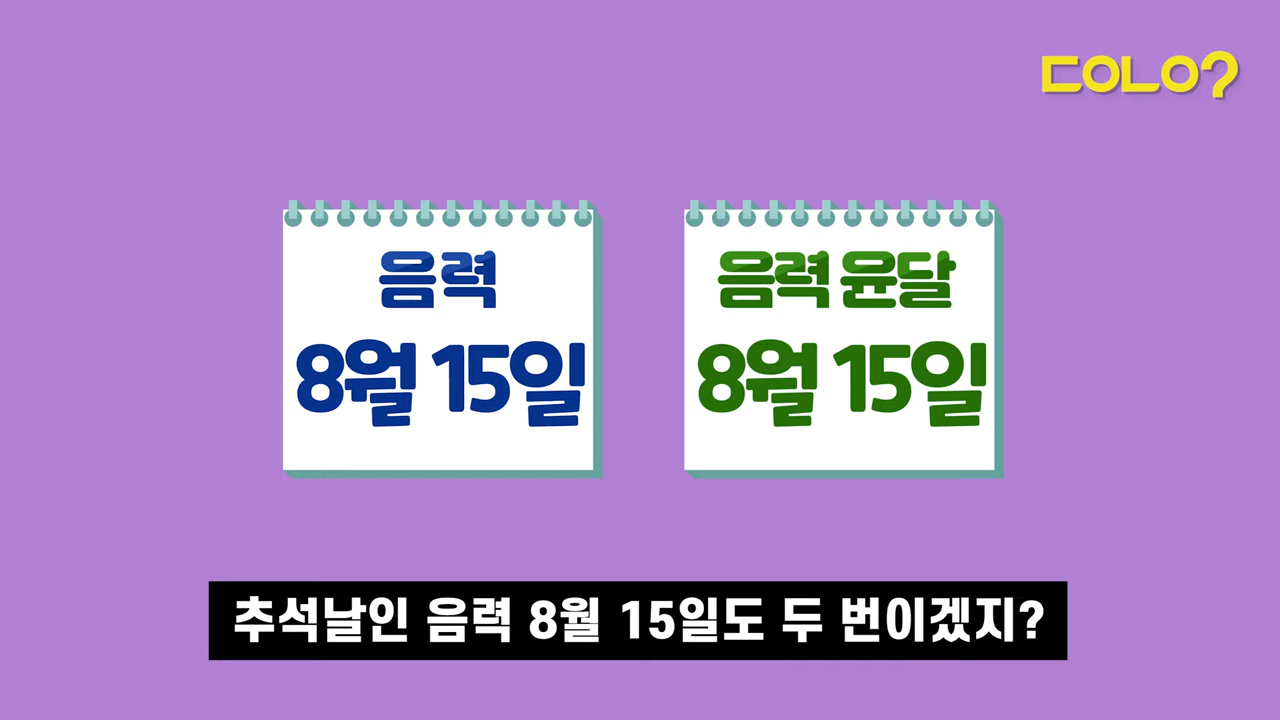 음력
8월 15일
음력 윤달
8월 15일
추석날인 음력 8월 15일도 두 번이겠지?